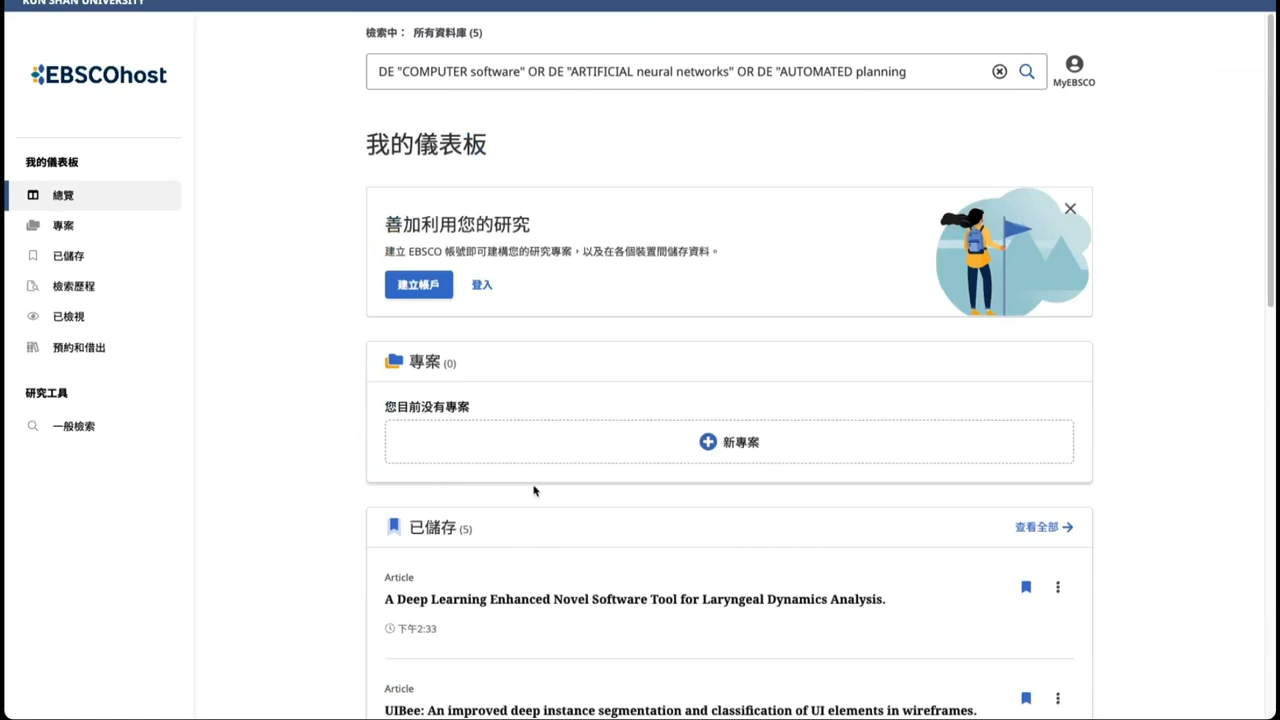 KUN SHAN UNIVERSITY
EBSCOhost
我的儀表板
總覽
專案
已儲存
檢索歷程
已檢視
預約和借出
研究工具
一般檢索
檢索中： 所有資料庫 (5)
DE "COMPUTER software" OR DE "ARTIFICIAL neural networks" OR DE "AUTOMATED planning
MyEBSCO
我的儀表板
善加利用您的研究
建立 EBSCO 帳號即可建構您的研究專案，以及在各個裝置間儲存資料。
建立帳戶 登入
專案 (0)
您目前沒有專案
新專案
已儲存 (5)
查看全部
Article
A Deep Learning Enhanced Novel Software Tool for Laryngeal Dynamics Analysis.
下午2:33
Article
UIBee: An improved deep instance segmentation and classification of UI elements in wireframes.